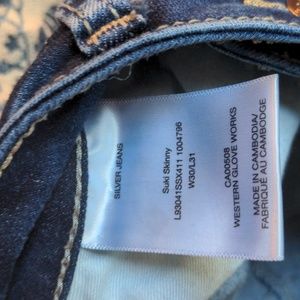 SILVER JEANS
Suki Skinny
L93041SSX411 1004796
W30/L31
CA00508
WESTERN GLOVE WORKS
MADE IN CAMBODIA/
FABRIQUÉ AU CAMBODGE